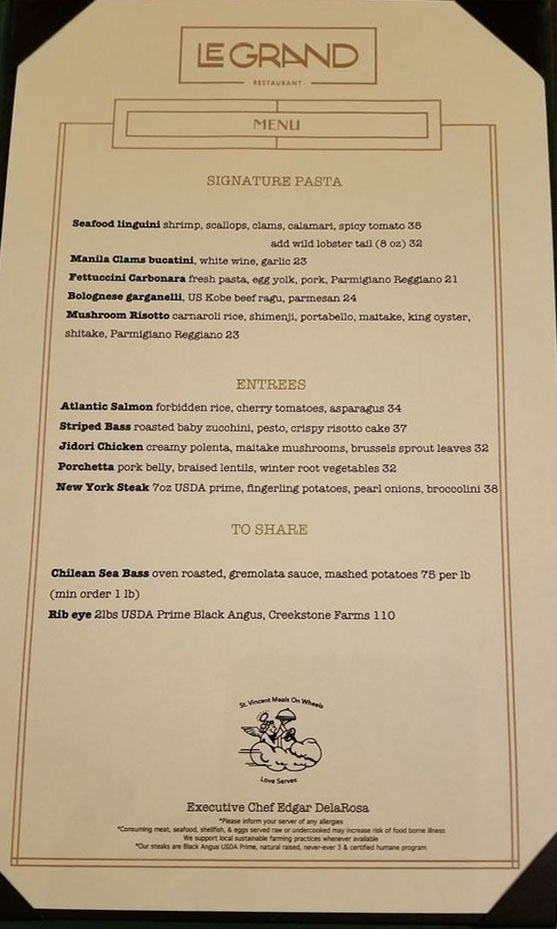 LE GRAND
RESTAURANT
MENU
SIGNATURE PASTA
Seafood linguini shrimp, scallops, clams, calamari, spicy tomato 35
add wild lobster tail (8 oz) 32
Manila Clams bucatini, white wine, garlic 23
Fettuccini Carbonara fresh pasta, egg yolk, pork, Parmigiano Reggiano 21
Bolognese garganelli, US Kobe beef ragu, parmesan 24
Mushroom Risotto carnaroli rice, shimenji, portabello, maitake, king oyster,
shitake, Parmigiano Reggiano 23
ENTREES
Atlantic Salmon forbidden rice, cherry tomatoes, asparagus 34
Striped Bass roasted baby zucchini, pesto, crispy risotto cake 37
Jidori Chicken creamy polenta, maitake mushrooms, brussels sprout leaves 32
Porchetta pork belly, braised lentils, winter root vegetables 32
New York Steak 7oz USDA prime, fingerling potatoes, pearl onions, broccolini 38
TO SHARE
Chilean Sea Bass oven roasted, gremolata sauce, mashed potatoes 75 per lb
(min order 1 lb)
Rib eye 2lbs USDA Prime Black Angus, Creekstone Farms 110
St. Vincent Meals On Wheels
Love Serves
Executive Chef Edgar DelaRosa
*Please inform your server of any allergies
*Consuming meat, seafood, shellfish, & eggs served raw or undercooked may increase risk of food borne illness
We support local sustainable farming practices whenever available
*Our steaks are Black Angus USDA Prime, natural raised, never-ever 3 & certified humane program